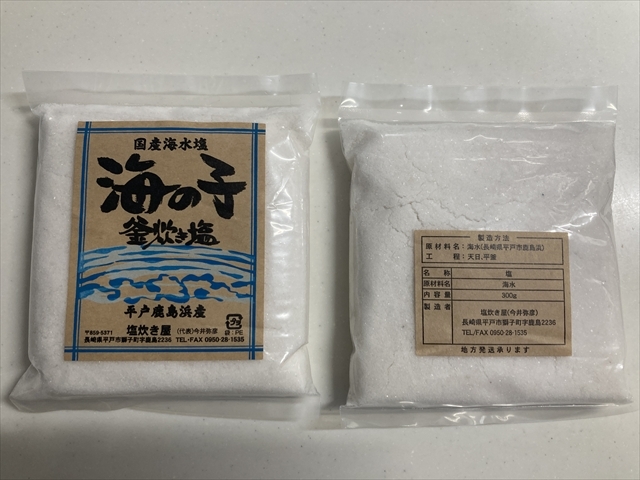 国産海水塩
海の子
釜炊き塩
平戸鹿島浜産
塩炊き屋 (代表)今井弥彦
〒859-5371
長崎県平戸市獅子町字鹿島2236 TEL・FAX 0950-28-1535
プラ
袋:PE
製造方法
原材料名:海水(長崎県平戸市鹿島浜)
工程:天日、平釜
名称 塩
原材料名 海水
内容量 300g
製造者 塩炊き屋(今井弥彦)
長崎県平戸市獅子町字鹿島2236
TEL/FAX 0950-28-1535
地方発送承ります